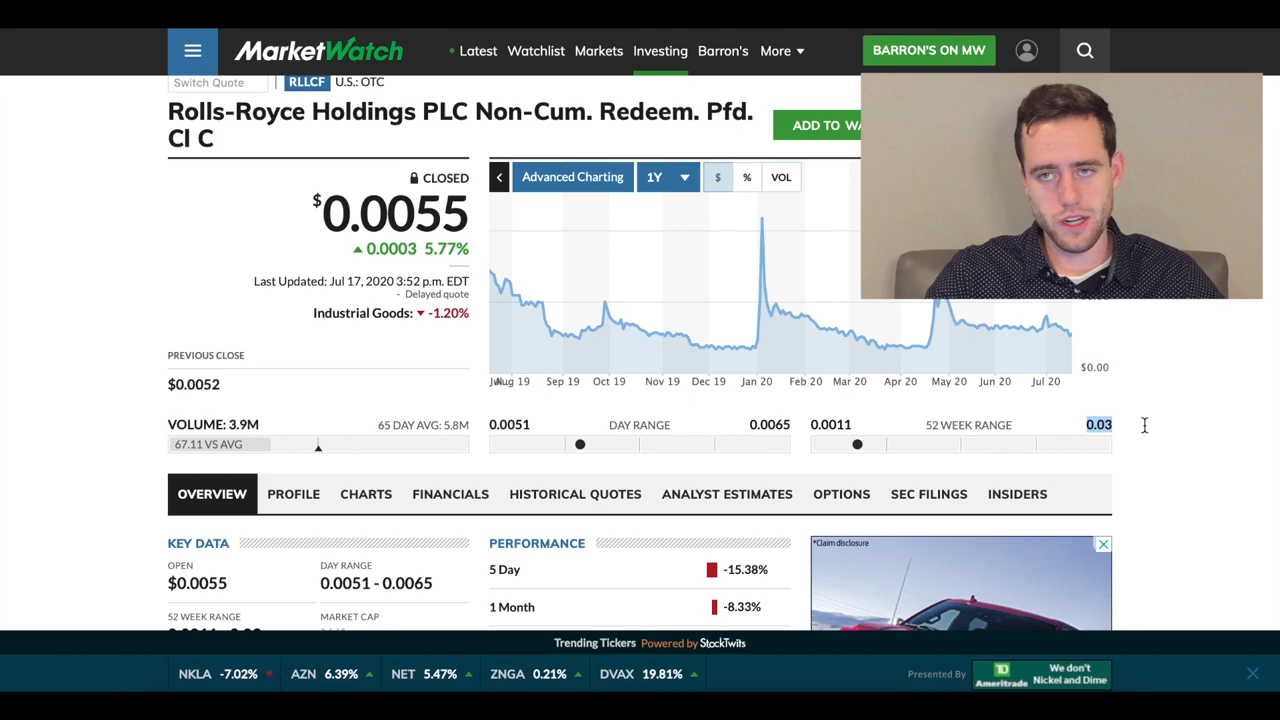 MarketWatch
Latest Watchlist Markets Investing Barron's More
BARRON'S ON MW
Switch Quote | RLLCF U.S.: OTC
Rolls-Royce Holdings PLC Non-Cum. Redeem. Pfd.
Cl C
ADD TO
CLOSED
$0.0055
0.0003 5.77%
Last Updated: Jul 17, 2020 3:52 p.m. EDT
- Delayed quote
Industrial Goods: -1.20%
PREVIOUS CLOSE
$0.0052
Advanced Charting 1Y $ % VOL
$0.00
Aug 19 Sep 19 Oct 19 Nov 19 Dec 19 Jan 20 Feb 20 Mar 20 Apr 20 May 20 Jun 20 Jul 20
VOLUME: 3.9M 65 DAY AVG: 5.8M
67.11 VS AVG
0.0051 DAY RANGE 0.0065
0.0011 52 WEEK RANGE 0.03
OVERVIEW PROFILE CHARTS FINANCIALS HISTORICAL QUOTES ANALYST ESTIMATES OPTIONS SEC FILINGS INSIDERS
KEY DATA
OPEN
$0.0055
DAY RANGE
0.0051 - 0.0065
52 WEEK RANGE
MARKET CAP
PERFORMANCE
5 Day -15.38%
1 Month -8.33%
*Claim disclosure
Trending Tickers Powered by StockTwits
NKLA -7.02% AZN 6.39% NET 5.47% ZNGA 0.21% DVAX 19.81%
Presented By
TD Ameritrade
We don't
Nickel and Dime